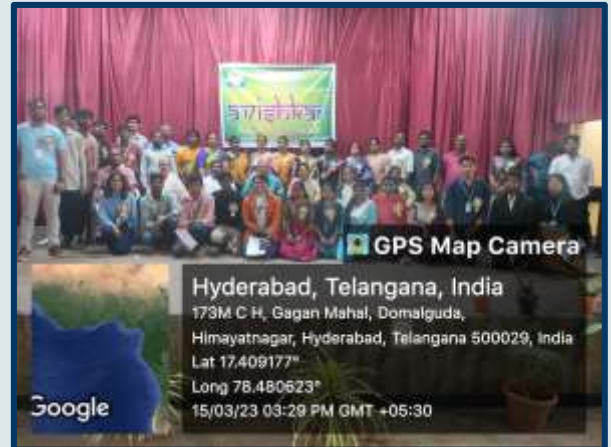 avishkar
GPS Map Camera
Hyderabad, Telangana, India
173M C H, Gagan Mahal, Domalguda,
Himayatnagar, Hyderabad, Telangana 500029, India
Lat 17.409177°
Long 78.480623°
15/03/23 03:29 PM GMT +05:30
Google